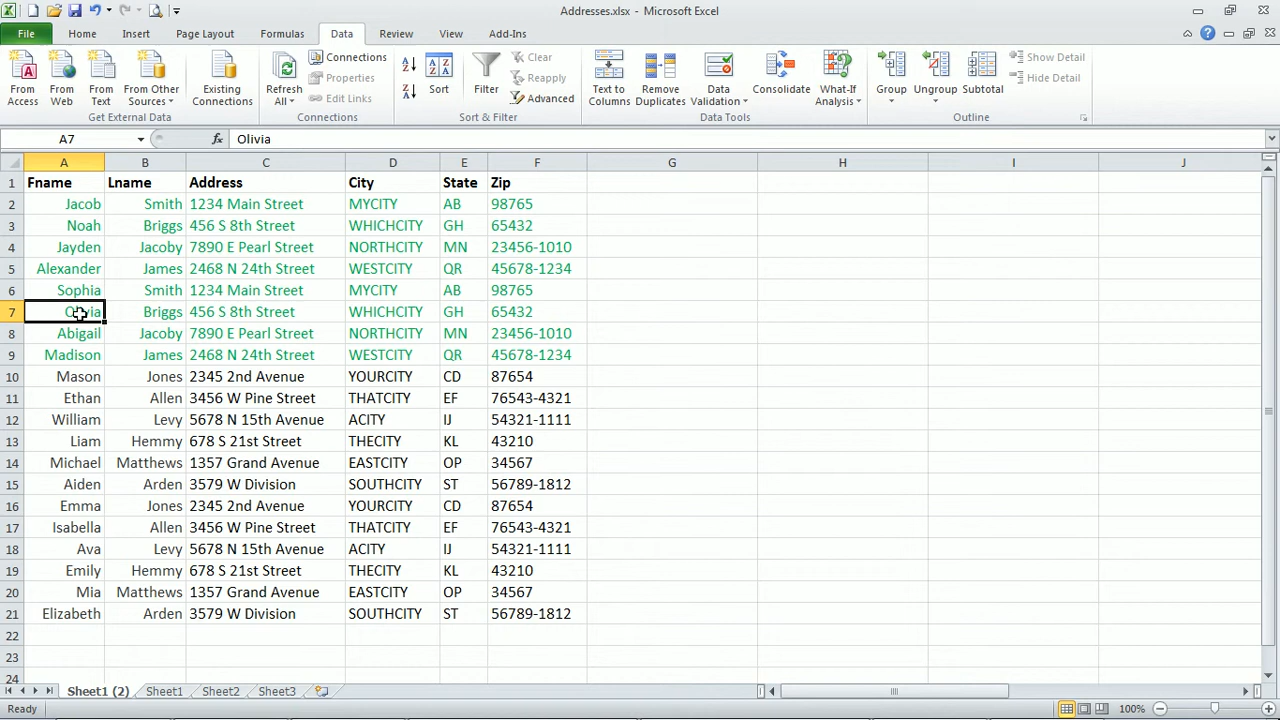 Addresses.xlsx - Microsoft Excel
File Home Insert Page Layout Formulas Data Review View Add-Ins
From Access
From Web
From Text
From Other Sources
Existing Connections
Get External Data
Refresh All
Connections
Properties
Edit Links
Connections
Sort
Filter
Clear
Reapply
Advanced
Sort & Filter
Text to Columns
Remove Duplicates
Data Validation
Consolidate
What-If Analysis
Data Tools
Group
Ungroup
Subtotal
Show Detail
Hide Detail
Outline
A7 fx Olivia
A B C D E F G H I J
1 Fname Lname Address City State Zip
2 Jacob Smith 1234 Main Street MYCITY AB 98765
3 Noah Briggs 456 S 8th Street WHICHCITY GH 65432
4 Jayden Jacoby 7890 E Pearl Street NORTHCITY MN 23456-1010
5 Alexander James 2468 N 24th Street WESTCITY QR 45678-1234
6 Sophia Smith 1234 Main Street MYCITY AB 98765
7 Olivia Briggs 456 S 8th Street WHICHCITY GH 65432
8 Abigail Jacoby 7890 E Pearl Street NORTHCITY MN 23456-1010
9 Madison James 2468 N 24th Street WESTCITY QR 45678-1234
10 Mason Jones 2345 2nd Avenue YOURCITY CD 87654
11 Ethan Allen 3456 W Pine Street THATCITY EF 76543-4321
12 William Levy 5678 N 15th Avenue ACITY IJ 54321-1111
13 Liam Hemmy 678 S 21st Street THECITY KL 43210
14 Michael Matthews 1357 Grand Avenue EASTCITY OP 34567
15 Aiden Arden 3579 W Division SOUTHCITY ST 56789-1812
16 Emma Jones 2345 2nd Avenue YOURCITY CD 87654
17 Isabella Allen 3456 W Pine Street THATCITY EF 76543-4321
18 Ava Levy 5678 N 15th Avenue ACITY IJ 54321-1111
19 Emily Hemmy 678 S 21st Street THECITY KL 43210
20 Mia Matthews 1357 Grand Avenue EASTCITY OP 34567
21 Elizabeth Arden 3579 W Division SOUTHCITY ST 56789-1812
22
23
24
Sheet1 (2) Sheet1 Sheet2 Sheet3
Ready 100%